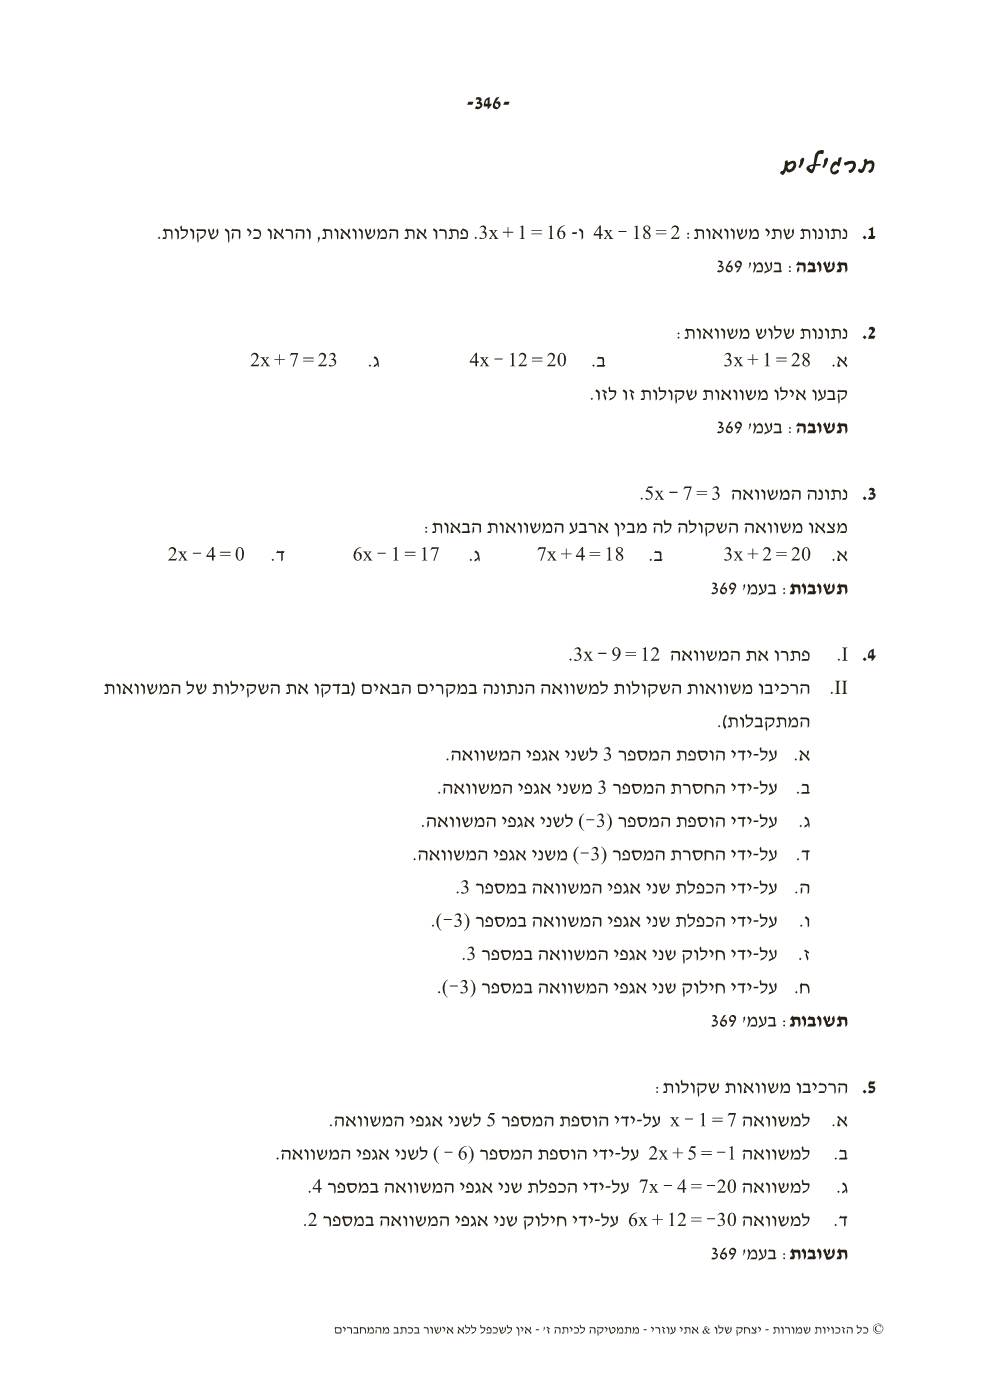 -346-
תרגילים
1. נתונות שתי משוואות: 4x − 18 = 2 ו- 3x + 1 = 16. פתרו את המשוואות, והראו כי הן שקולות.
תשובה: בעמ' 369
2. נתונות שלוש משוואות:
א. 3x + 1 = 28 ב. 4x − 12 = 20 ג. 2x + 7 = 23
קבעו אילו משוואות שקולות זו לזו.
תשובה: בעמ' 369
3. נתונה המשוואה 5x − 7 = 3.
מצאו משוואה השקולה לה מבין ארבע המשוואות הבאות:
א. 3x + 2 = 20 ב. 7x + 4 = 18 ג. 6x − 1 = 17 ד. 2x − 4 = 0
תשובות: בעמ' 369
4. I. פתרו את המשוואה 3x − 9 = 12.
II. הרכיבו משוואות השקולות למשוואה הנתונה במקרים הבאים (בדקו את השקילות של המשוואות
המתקבלות).
א. על-ידי הוספת המספר 3 לשני אגפי המשוואה.
ב. על-ידי החסרת המספר 3 משני אגפי המשוואה.
ג. על-ידי הוספת המספר (−3) לשני אגפי המשוואה.
ד. על-ידי החסרת המספר (−3) משני אגפי המשוואה.
ה. על-ידי הכפלת שני אגפי המשוואה במספר 3.
ו. על-ידי הכפלת שני אגפי המשוואה במספר (−3).
ז. על-ידי חילוק שני אגפי המשוואה במספר 3.
ח. על-ידי חילוק שני אגפי המשוואה במספר (−3).
תשובות: בעמ' 369
5. הרכיבו משוואות שקולות:
א. למשוואה x − 1 = 7 על-ידי הוספת המספר 5 לשני אגפי המשוואה.
ב. למשוואה 2x + 5 = −1 על-ידי הוספת המספר (6 − ) לשני אגפי המשוואה.
ג. למשוואה 7x − 4 = −20 על-ידי הכפלת שני אגפי המשוואה במספר 4.
ד. למשוואה 6x + 12 = −30 על-ידי חילוק שני אגפי המשוואה במספר 2.
תשובות: בעמ' 369
© כל הזכויות שמורות - יצחק שלו & אתי עוזרי - מתמטיקה לכיתה ז' - אין לשכפל ללא אישור בכתב מהמחברים